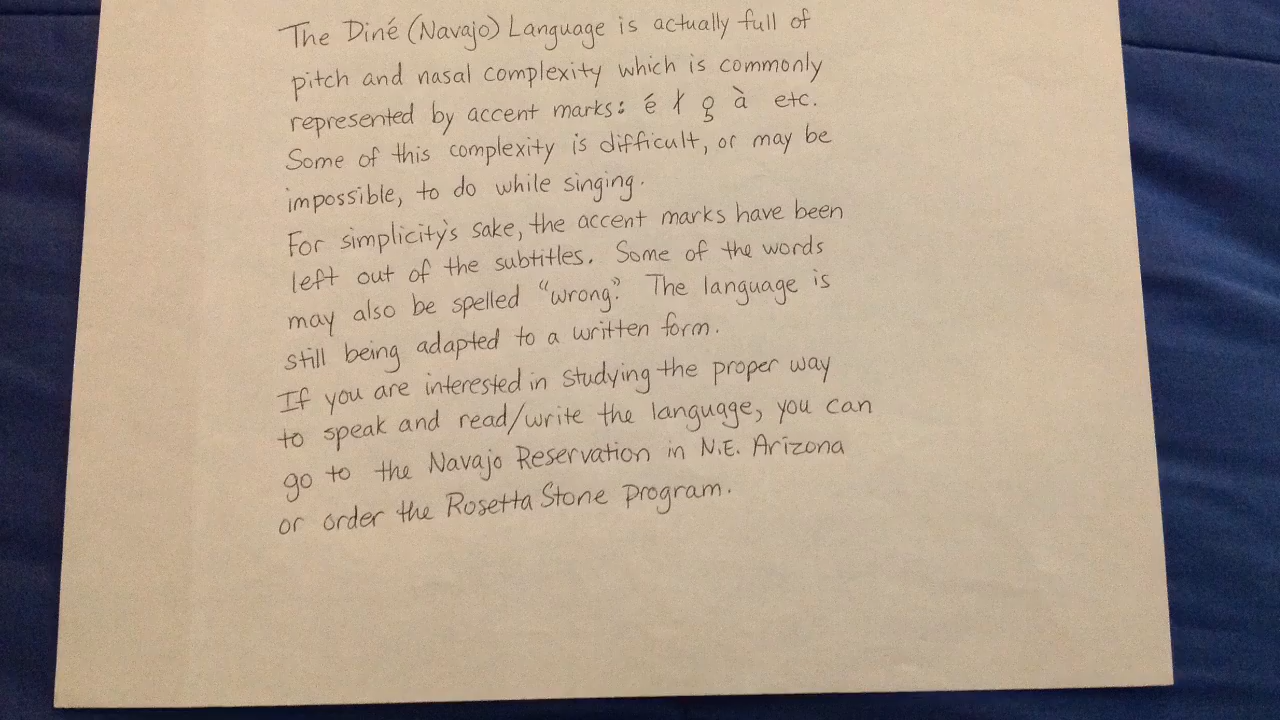 The Diné (Navajo) Language is actually full of
pitch and nasal complexity which is commonly
represented by accent marks: é ł ǫ à etc.
Some of this complexity is difficult, or may be
impossible, to do while singing.
For simplicity's sake, the accent marks have been
left out of the subtitles. Some of the words
may also be spelled "wrong". The language is
still being adapted to a written form.
If you are interested in studying the proper way
to speak and read/write the language, you can
go to the Navajo Reservation in N.E. Arizona
or order the Rosetta Stone program.